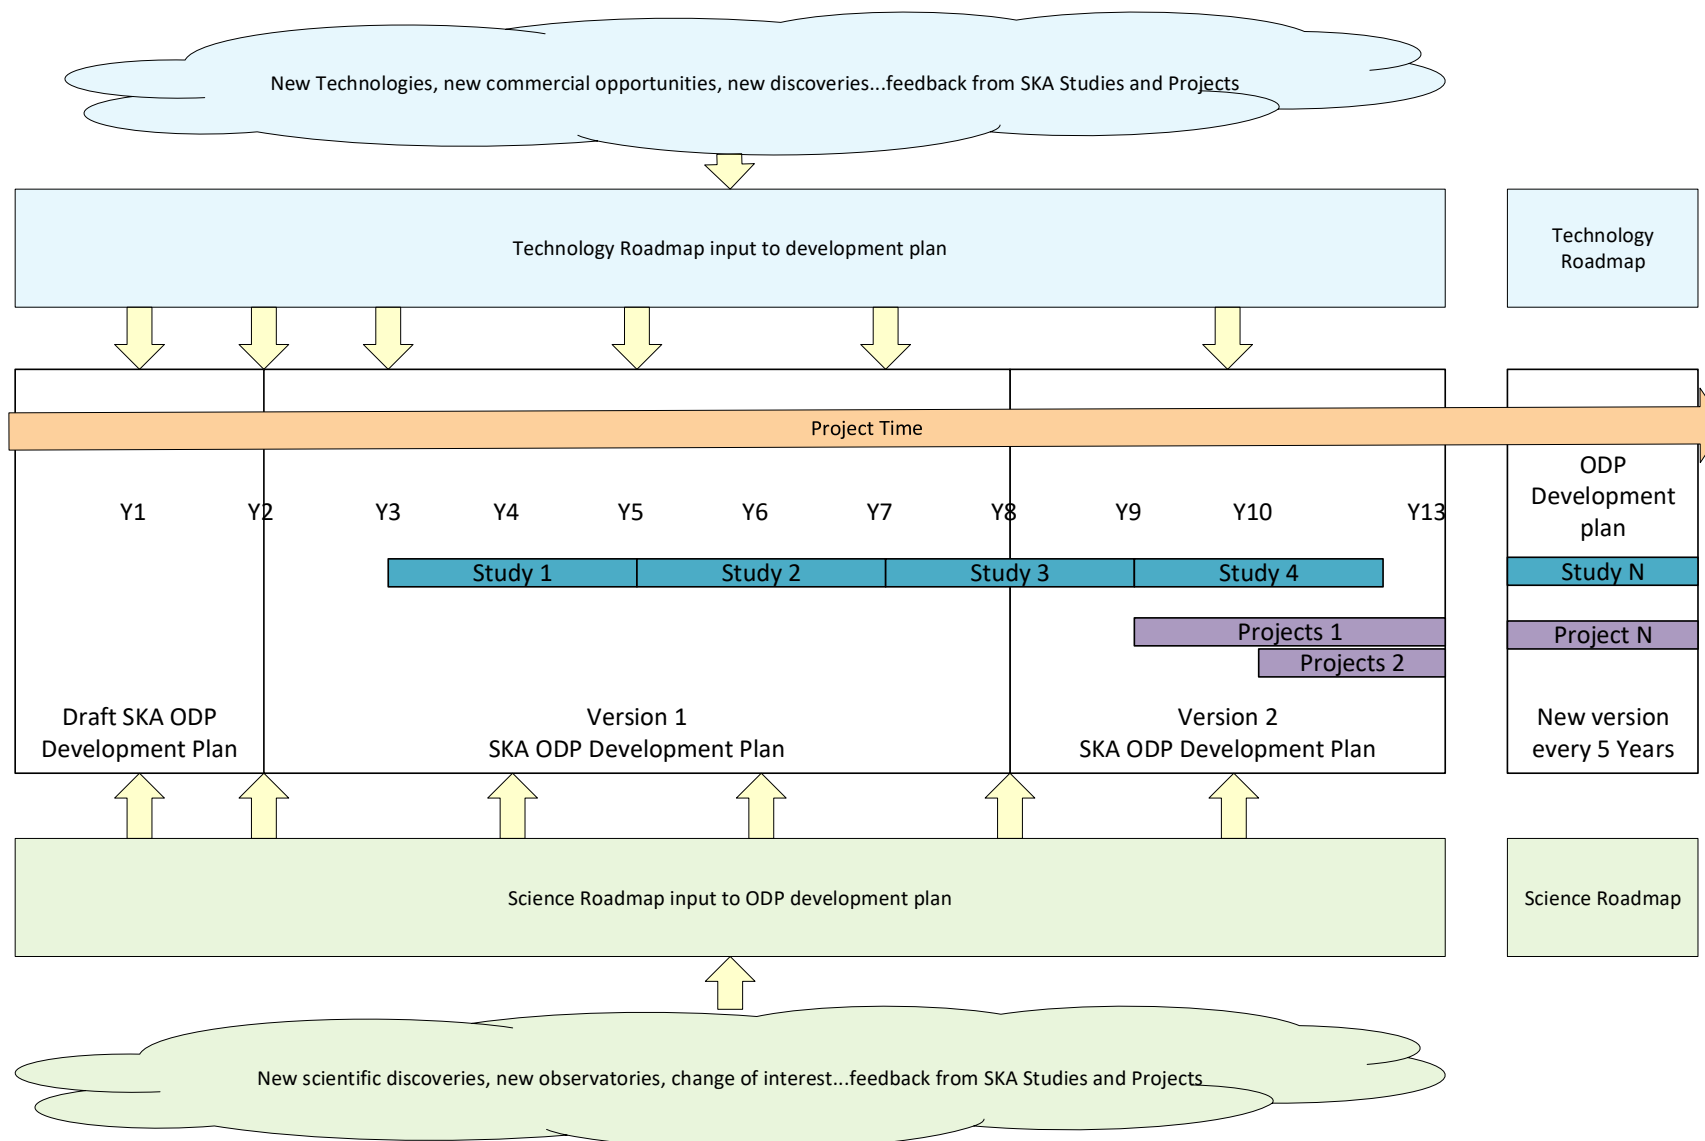 New Technologies, new commercial opportunities, new discoveries...feedback from SKA Studies and Projects
Technology Roadmap input to development plan
Technology
Roadmap
Project Time
Y1
Y2
Y3
Y4
Y5
Y6
Y7
Y8
Y9
Y10
Y13
ODP
Development
plan
Study 1
Study 2
Study 3
Study 4
Study N
Projects 1
Projects 2
Project N
Draft SKA ODP
Development Plan
Version 1
SKA ODP Development Plan
Version 2
SKA ODP Development Plan
New version
every 5 Years
Science Roadmap input to ODP development plan
Science Roadmap
New scientific discoveries, new observatories, change of interest...feedback from SKA Studies and Projects